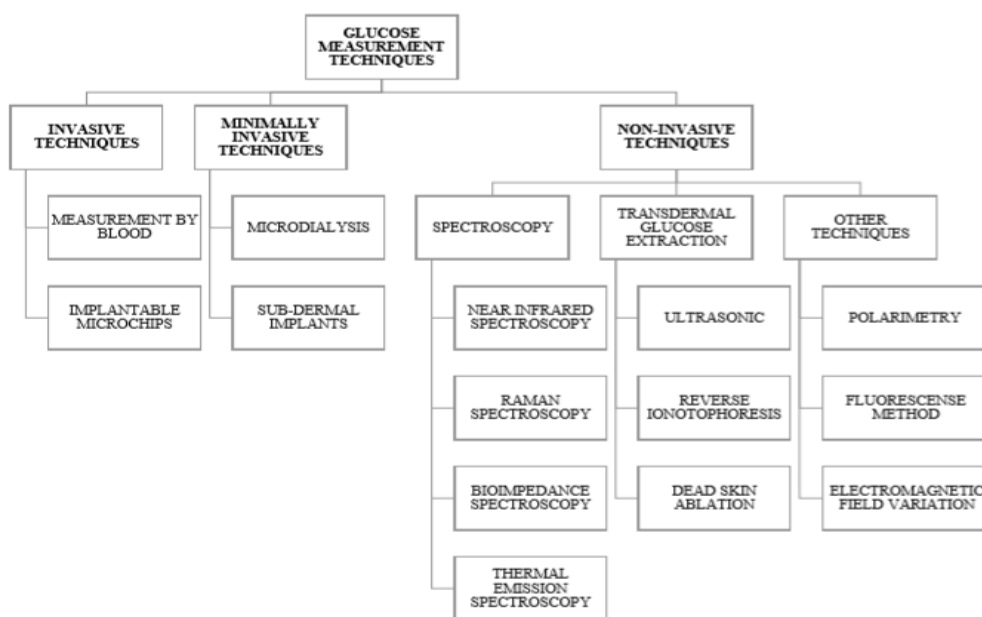 GLUCOSE
MEASUREMENT
TECHNIQUES
INVASIVE
TECHNIQUES
MINIMALLY
INVASIVE
TECHNIQUES
NON-INVASIVE
TECHNIQUES
MEASUREMENT BY
BLOOD
IMPLANTABLE
MICROCHIPS
MICRODIALYSIS
SUB-DERMAL
IMPLANTS
SPECTROSCOPY
NEAR INFRARED
SPECTROSCOPY
RAMAN
SPECTROSCOPY
BIOIMPEDANCE
SPECTROSCOPY
THERMAL
EMISSION
SPECTROSCOPY
TRANSDERMAL
GLUCOSE
EXTRACTION
ULTRASONIC
REVERSE
IONOTOPHORESIS
DEAD SKIN
ABLATION
OTHER
TECHNIQUES
POLARIMETRY
FLUORESCENSE
METHOD
ELECTROMAGNETIC
FIELD VARIATION